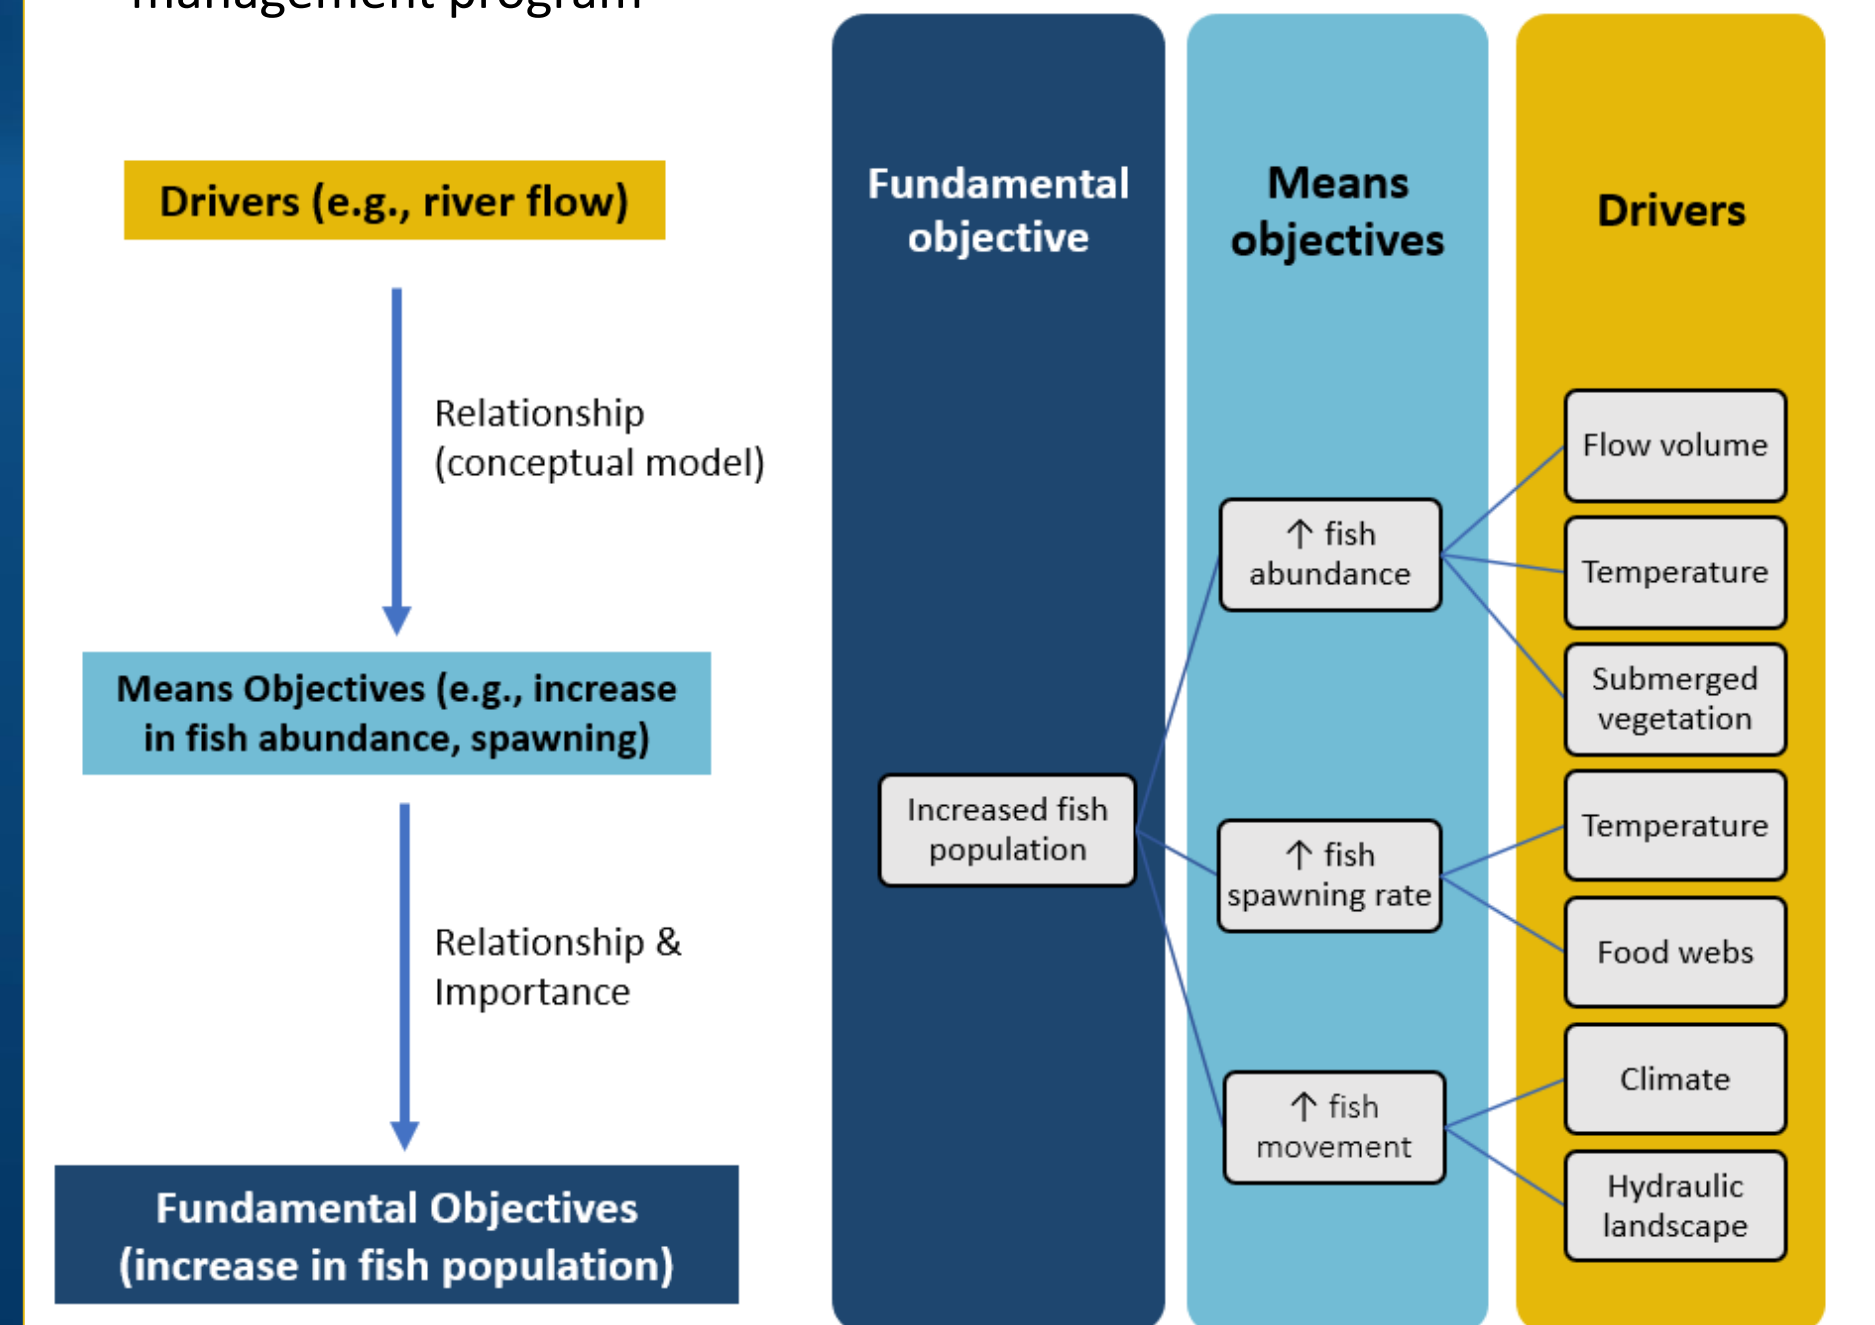 management program
Drivers (e.g., river flow)
Relationship
(conceptual model)
Means Objectives (e.g., increase
in fish abundance, spawning)
Relationship &
Importance
Fundamental Objectives
(increase in fish population)
Fundamental
objective
Increased fish
population
Means
objectives
↑ fish
abundance
↑ fish
spawning rate
↑ fish
movement
Drivers
Flow volume
Temperature
Submerged
vegetation
Temperature
Food webs
Climate
Hydraulic
landscape